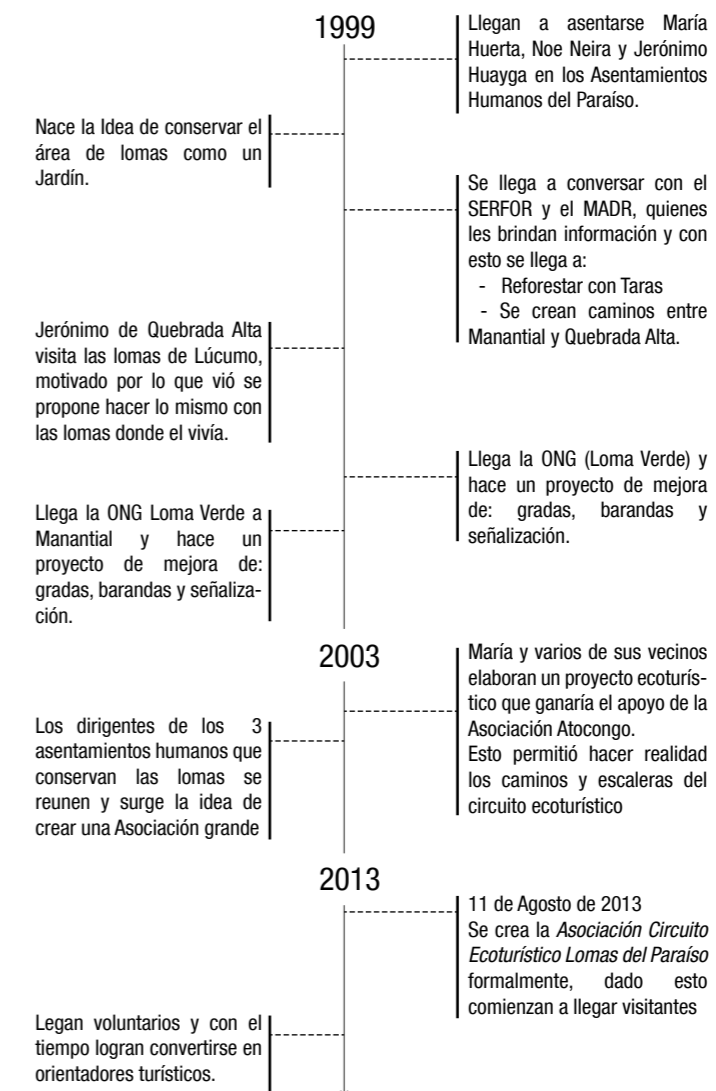 1999
Llegan a asentarse María
Huerta, Noe Neira y Jerónimo
Huayga en los Asentamientos
Humanos del Paraíso.
Nace la Idea de conservar el
área de lomas como un
Jardín.
Se llega a conversar con el
SERFOR y el MADR, quienes
les brindan información y con
esto se llega a:
- Reforestar con Taras
- Se crean caminos entre
Manantial y Quebrada Alta.
Jerónimo de Quebrada Alta
visita las lomas de Lúcumo,
motivado por lo que vió se
propone hacer lo mismo con
las lomas donde el vivía.
Llega la ONG (Loma Verde) y
hace un proyecto de mejora
de: gradas, barandas y
señalización.
Llega la ONG Loma Verde a
Manantial y hace un
proyecto de mejora de:
gradas, barandas y señaliza-
ción.
2003
María y varios de sus vecinos
elaboran un proyecto ecoturís-
tico que ganaría el apoyo de la
Asociación Atocongo.
Esto permitió hacer realidad
los caminos y escaleras del
circuito ecoturístico
Los dirigentes de los 3
asentamientos humanos que
conservan las lomas se
reunen y surge la idea de
crear una Asociación grande
2013
11 de Agosto de 2013
Se crea la Asociación Circuito
Ecoturístico Lomas del Paraíso
formalmente, dado esto
comienzan a llegar visitantes
Legan voluntarios y con el
tiempo logran convertirse en
orientadores turísticos.